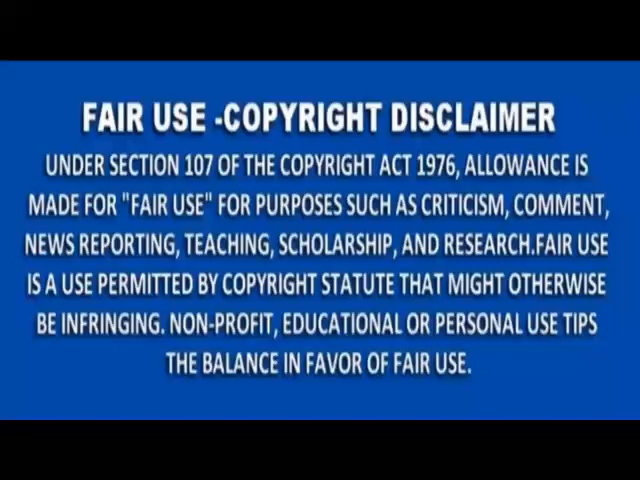 FAIR USE -COPYRIGHT DISCLAIMER
UNDER SECTION 107 OF THE COPYRIGHT ACT 1976, ALLOWANCE IS
MADE FOR "FAIR USE" FOR PURPOSES SUCH AS CRITICISM, COMMENT,
NEWS REPORTING, TEACHING, SCHOLARSHIP, AND RESEARCH.FAIR USE
IS A USE PERMITTED BY COPYRIGHT STATUTE THAT MIGHT OTHERWISE
BE INFRINGING. NON-PROFIT, EDUCATIONAL OR PERSONAL USE TIPS
THE BALANCE IN FAVOR OF FAIR USE.